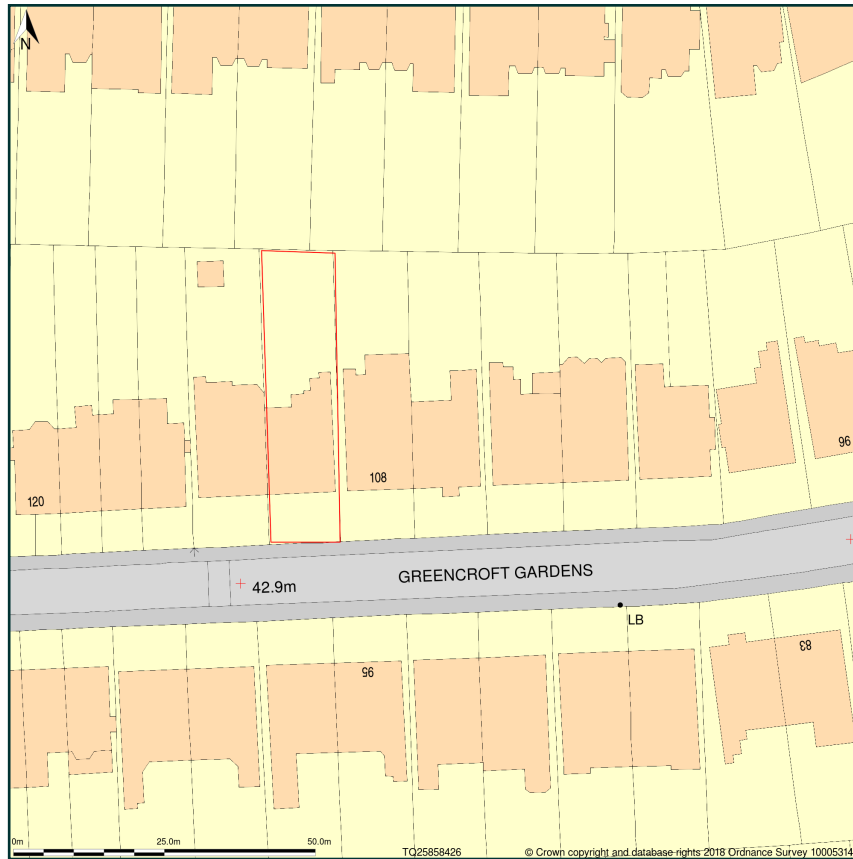 N
96
108
120
GREENCROFT GARDENS
42.9m
LB
83
95
0m
25.0m
50.0m
TQ25858426
© Crown copyright and database rights 2018 Ordnance Survey 10005314